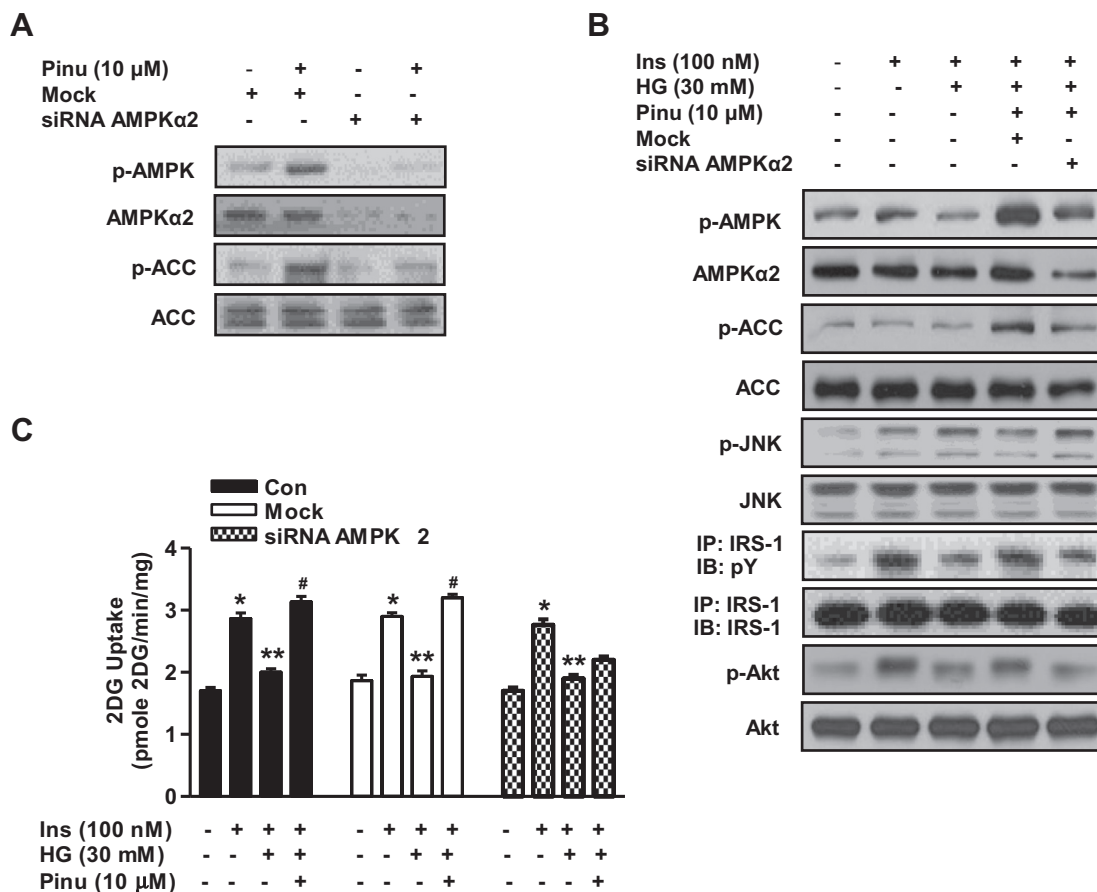 A
Pinu (10 μM) - + - +
Mock + + - -
siRNA AMPKα2 - - + +
p-AMPK
AMPKα2
p-ACC
ACC
B
Ins (100 nM) - + + + +
HG (30 mM) - - + + +
Pinu (10 μM) - - - + +
Mock - - - + -
siRNA AMPKα2 - - - - +
p-AMPK
AMPKα2
p-ACC
ACC
p-JNK
JNK
IP: IRS-1
IB: pY
IP: IRS-1
IB: IRS-1
p-Akt
Akt
C
Con
Mock
siRNA AMPK 2
2DG Uptake
(pmole 2DG/min/mg)
4
3
2
1
0
* ** #
* ** #
* **
Ins (100 nM) - + + + - + + + - + + +
HG (30 mM) - - + + - - + + - - + +
Pinu (10 μM) - - - + - - - + - - - +